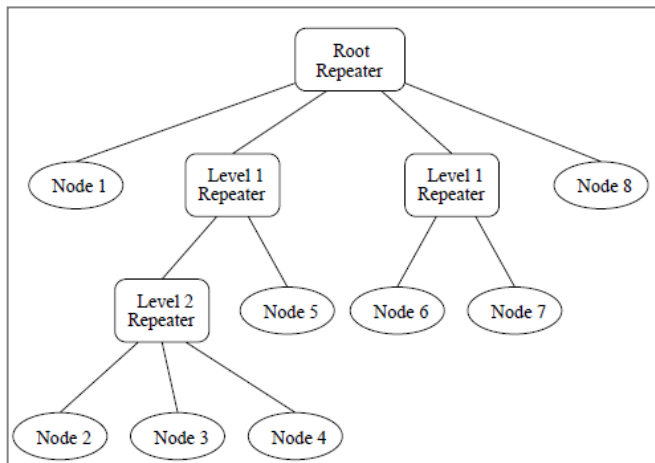 Root
Repeater
Node 1
Level 1
Repeater
Level 1
Repeater
Node 8
Level 2
Repeater
Node 5
Node 6
Node 7
Node 2
Node 3
Node 4